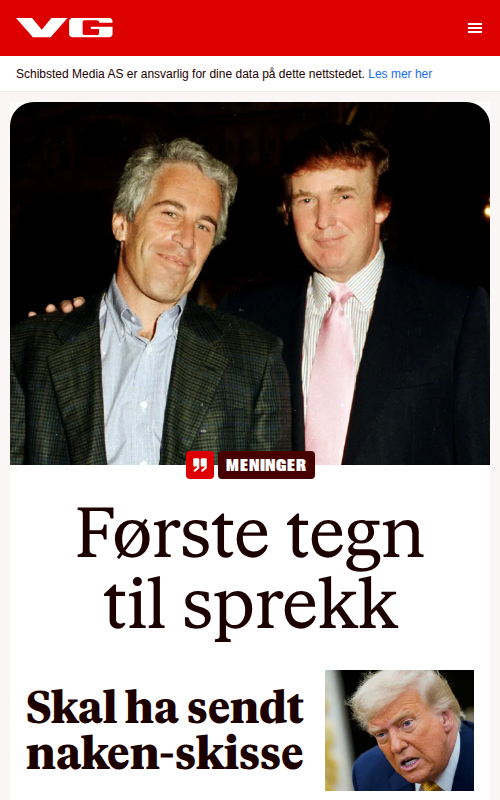 VG
Schibsted Media AS er ansvarlig for dine data på dette nettstedet. Les mer her
MENINGER
Første tegn
til sprekk
Skal ha sendt
naken-skisse